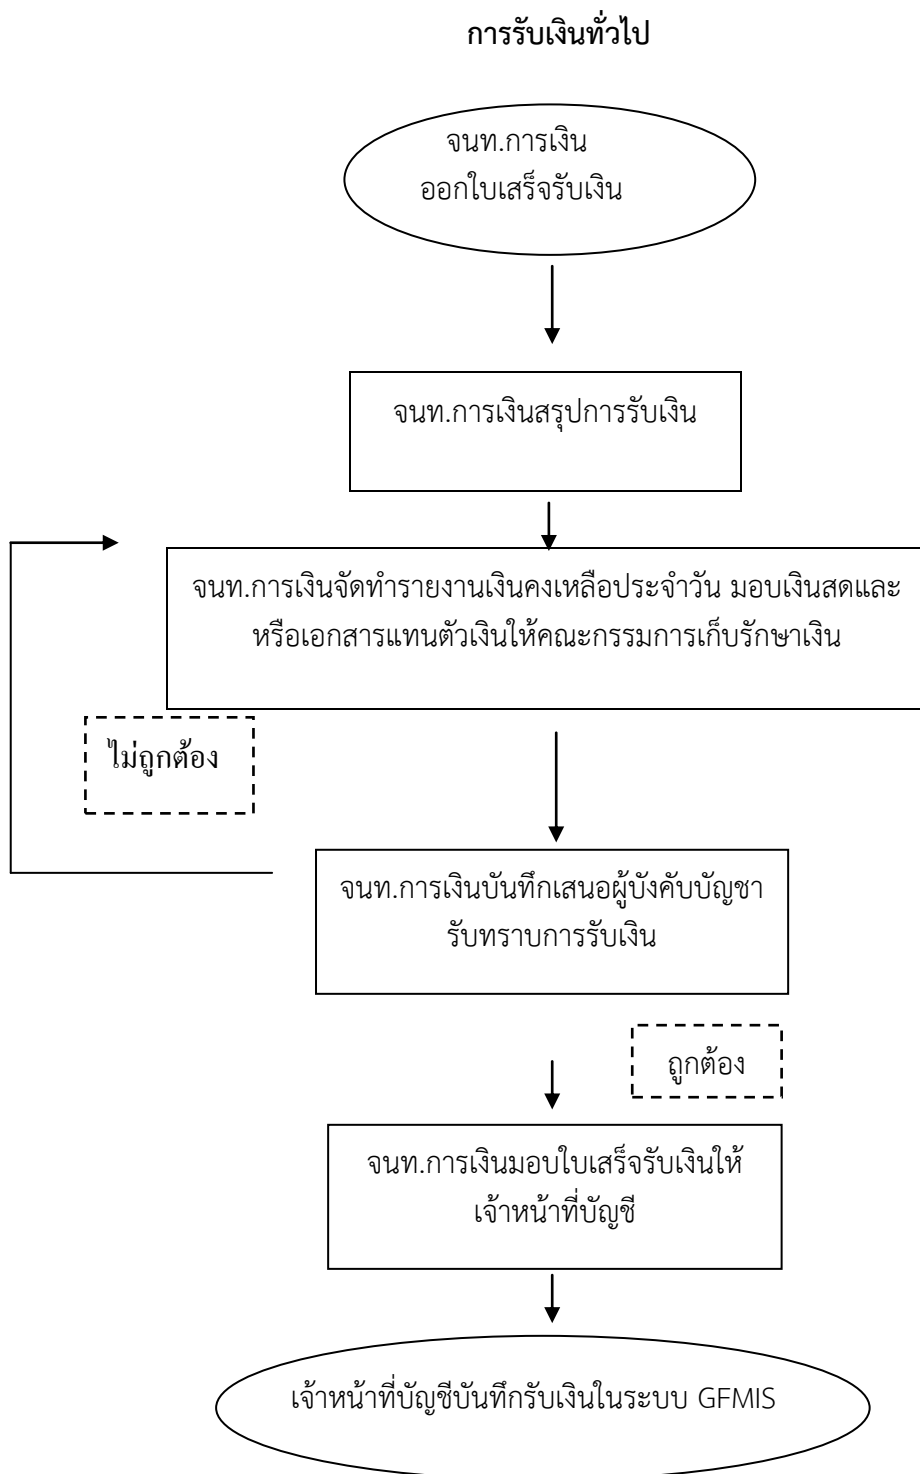 การรับเงินทั่วไป
จนท.การเงิน
ออกใบเสร็จรับเงิน
จนท.การเงินสรุปการรับเงิน
จนท.การเงินจัดทำรายงานเงินคงเหลือประจำวัน มอบเงินสดและ
หรือเอกสารแทนตัวเงินให้คณะกรรมการเก็บรักษาเงิน
ไม่ถูกต้อง
จนท.การเงินบันทึกเสนอผู้บังคับบัญชา
รับทราบการรับเงิน
ถูกต้อง
จนท.การเงินมอบใบเสร็จรับเงินให้
เจ้าหน้าที่บัญชี
เจ้าหน้าที่บัญชีบันทึกรับเงินในระบบ GFMIS